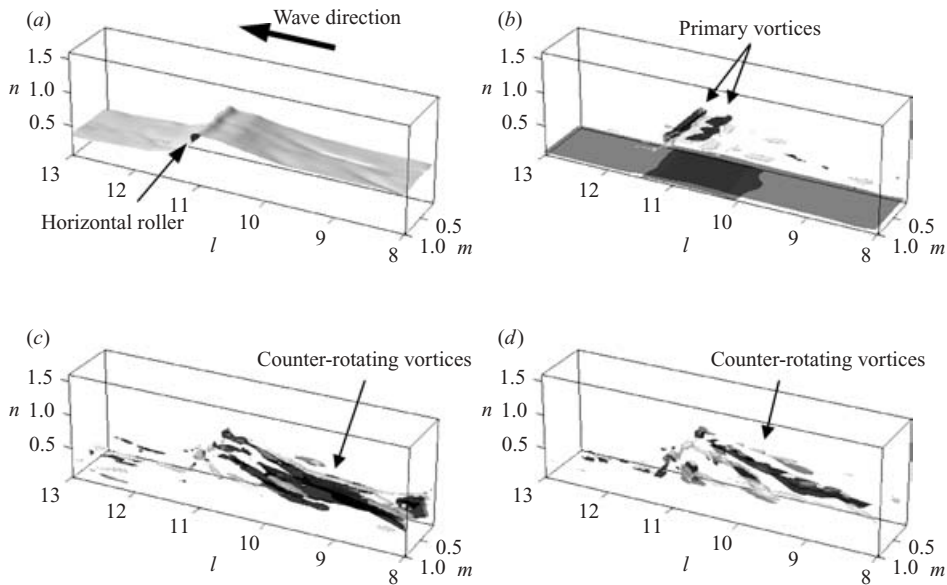 (a)
Wave direction
1.5
n 1.0
0.5
13
12
11
10
9
8
0.5
1.0 m
l
Horizontal roller
(b)
Primary vortices
1.5
n 1.0
0.5
13
12
11
10
9
8
0.5
1.0 m
l
(c)
Counter-rotating vortices
1.5
n 1.0
0.5
13
12
11
10
9
8
0.5
1.0 m
l
(d)
Counter-rotating vortices
1.5
n 1.0
0.5
13
12
11
10
9
8
0.5
1.0 m
l